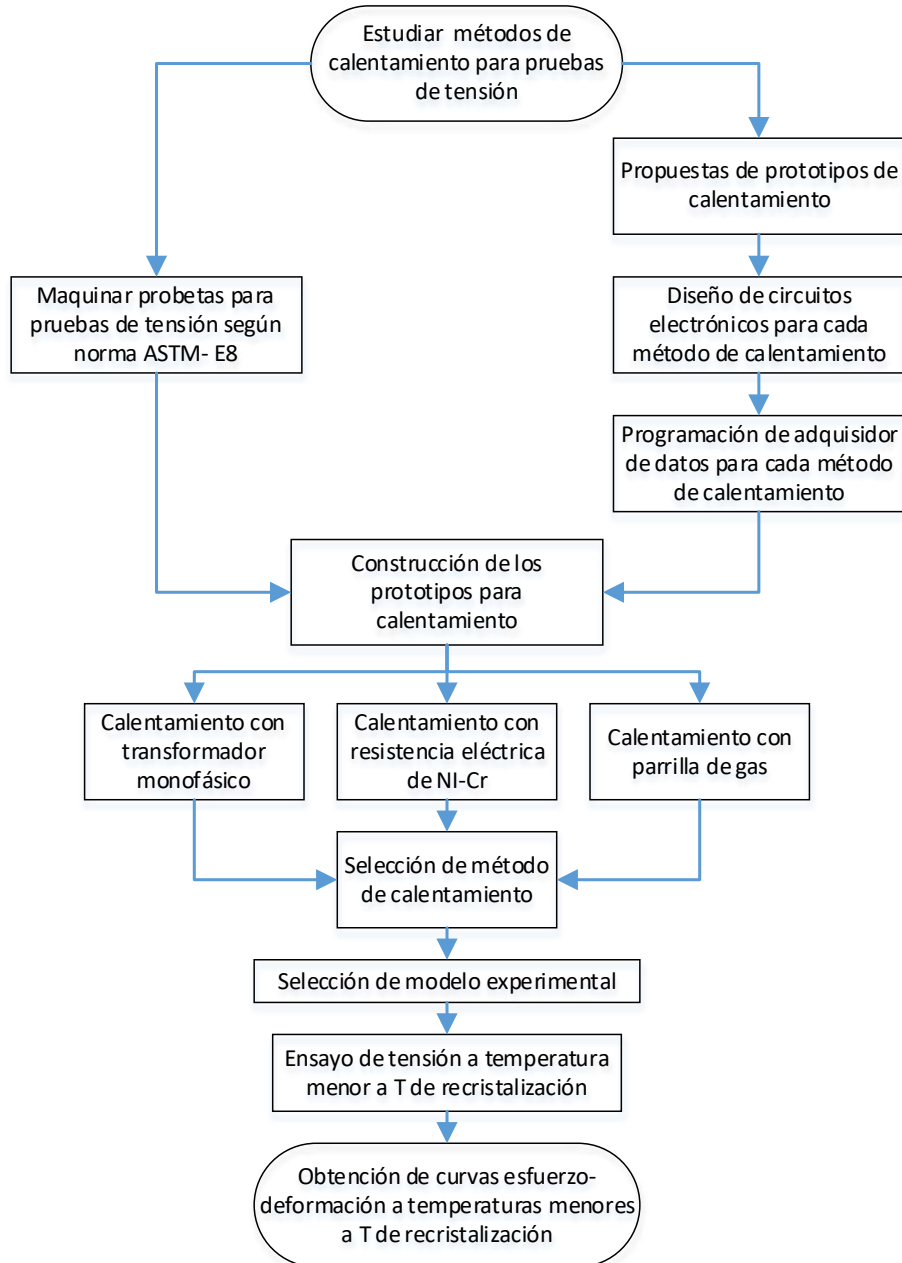 Estudiar métodos de
calentamiento para pruebas
de tensión
Propuestas de prototipos de
calentamiento
Maquinar probetas para
pruebas de tensión según
norma ASTM- E8
Diseño de circuitos
electrónicos para cada
método de calentamiento
Programación de adquisidor
de datos para cada método
de calentamiento
Construcción de los
prototipos para
calentamiento
Calentamiento con
transformador
monofásico
Calentamiento con
resistencia eléctrica
de NI-Cr
Calentamiento con
parrilla de gas
Selección de método
de calentamiento
Selección de modelo experimental
Ensayo de tensión a temperatura
menor a T de recristalización
Obtención de curvas esfuerzo-
deformación a temperaturas menores
a T de recristalización